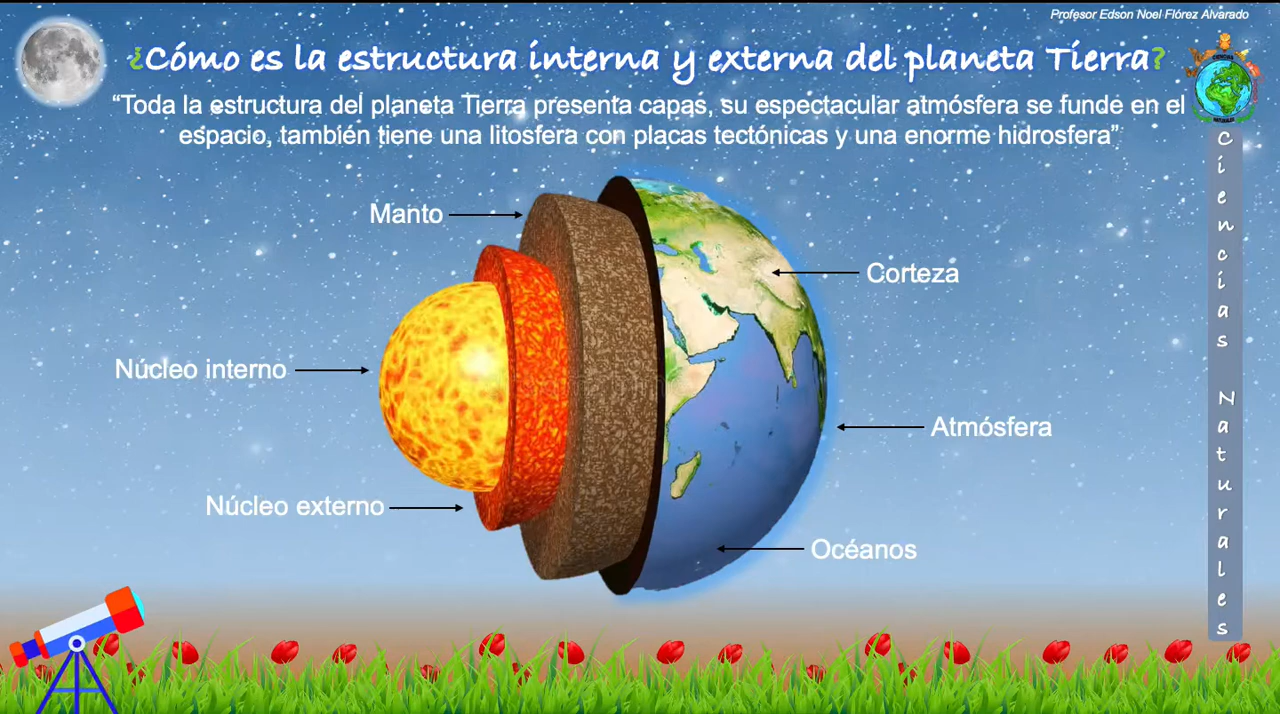 Profesor Edson Noel Flórez Alvarado
¿Cómo es la estructura interna y externa del planeta Tierra?
“Toda la estructura del planeta Tierra presenta capas, su espectacular atmósfera se funde en el
espacio, también tiene una litosfera con placas tectónicas y una enorme hidrosfera”
CIENCIAS
NATURALES
Ciencias Naturales
Manto
Corteza
Núcleo interno
Atmósfera
Núcleo externo
Océanos